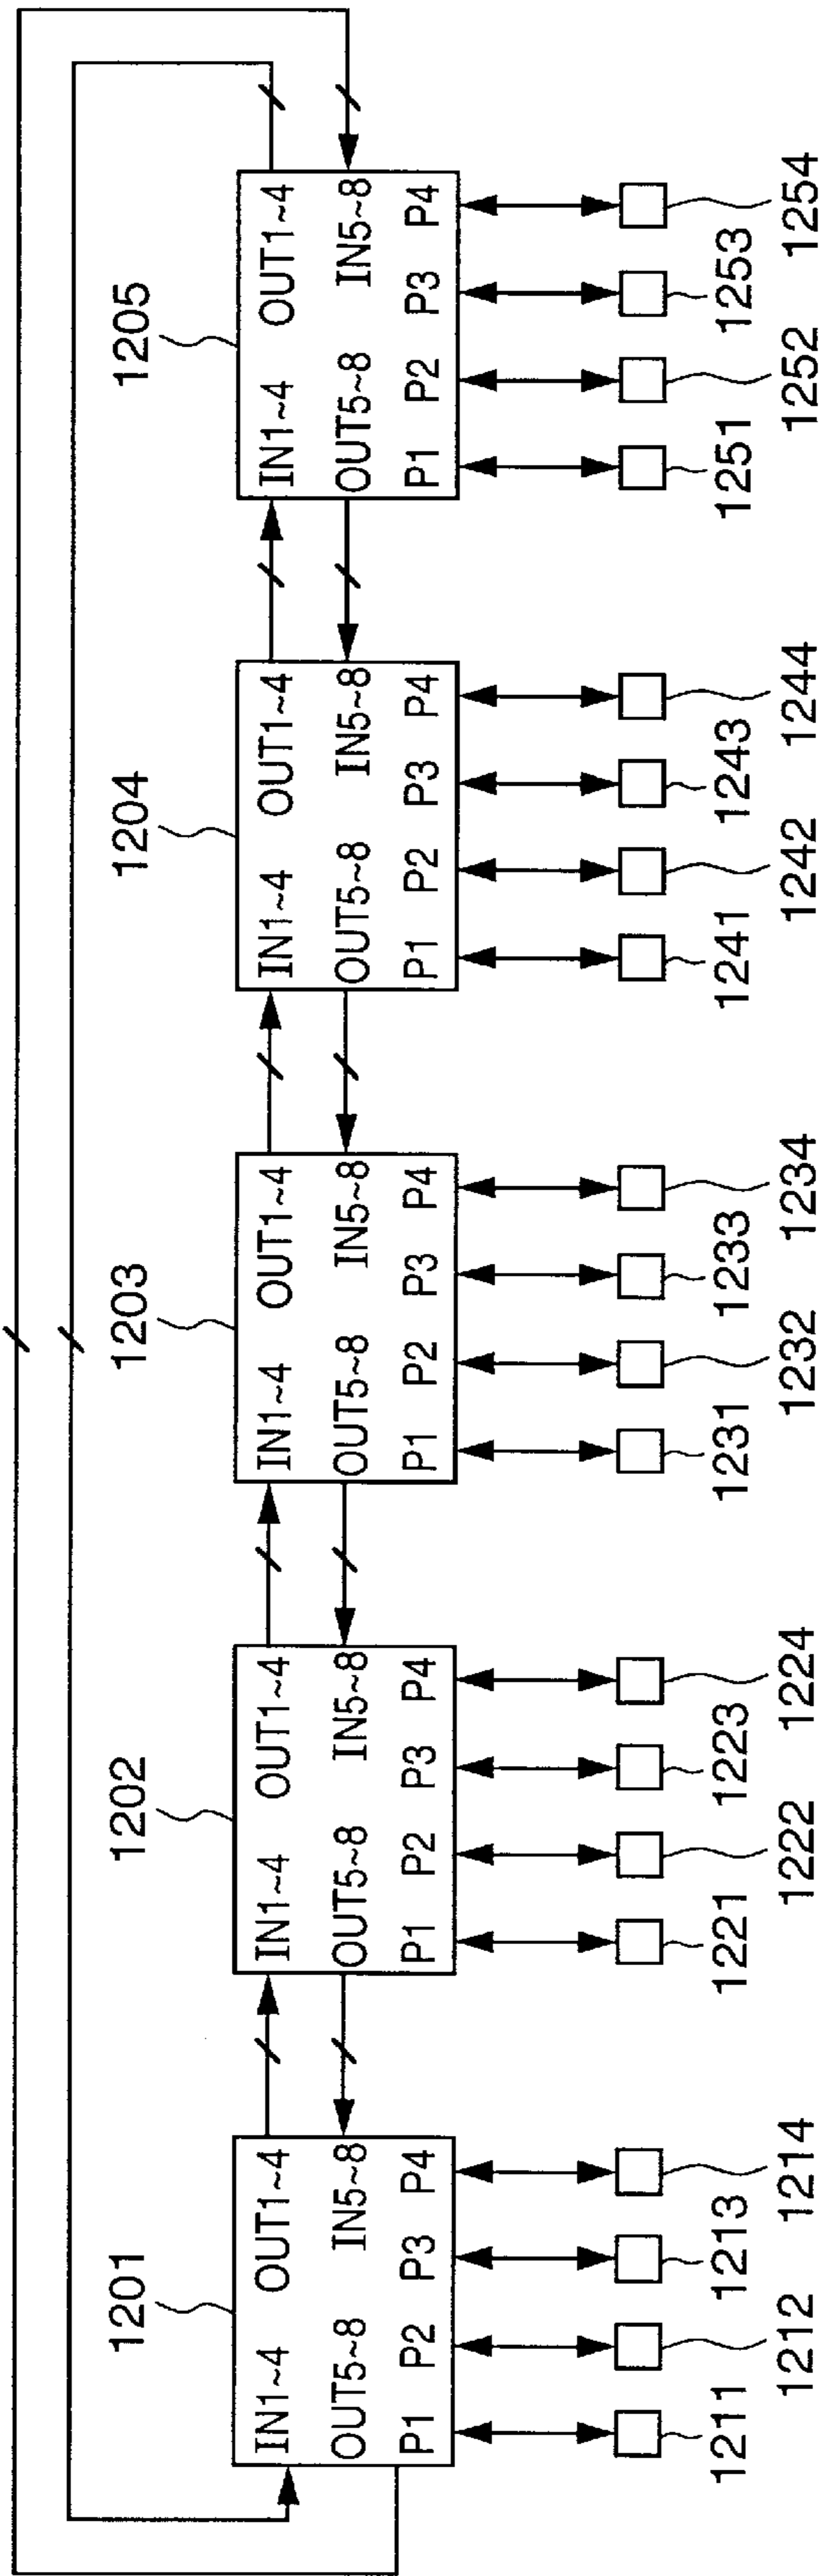 1201 1202 1203 1204 1205
IN1~4 OUT1~4 IN1~4 OUT1~4 IN1~4 OUT1~4 IN1~4 OUT1~4 IN1~4 OUT1~4
OUT5~8 IN5~8 OUT5~8 IN5~8 OUT5~8 IN5~8 OUT5~8 IN5~8 OUT5~8 IN5~8
P1 P2 P3 P4 P1 P2 P3 P4 P1 P2 P3 P4 P1 P2 P3 P4 P1 P2 P3 P4
1211 1213 1221 1223 1231 1233 1241 1243 1251 1253
1212 1214 1222 1224 1232 1234 1242 1244 1252 1254